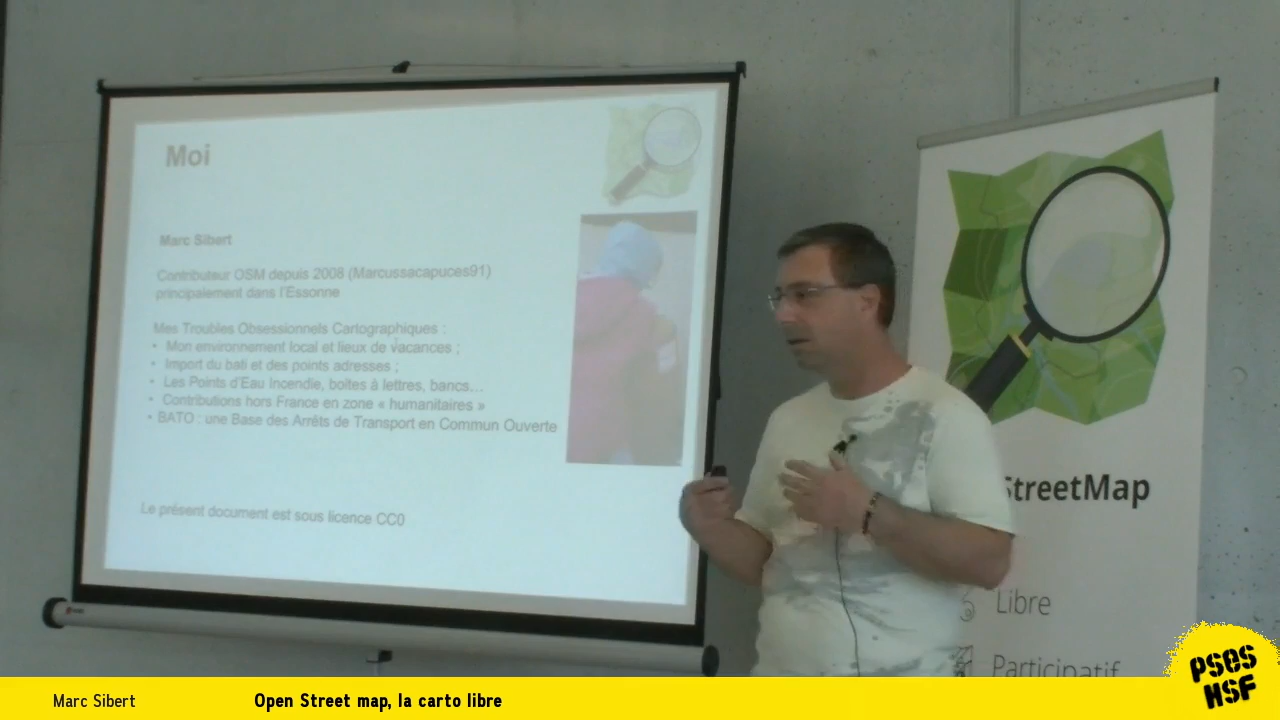 Moi
Marc Sibert
Contributeur OSM depuis 2008 (Marcussacapuces91)
principalement dans l'Essonne
Mes Troubles Obsessionnels Cartographiques :
• Mon environnement local et lieux de vacances ;
• Import du bati et des points adresses ;
• Les Points d'Eau Incendie, boites à lettres, bancs...
• Contributions hors France en zone « humanitaires »
• BATO : une Base des Arrêts de Transport en Commun Ouverte
Le présent document est sous licence CC0
StreetMap
Libre
Participatif
PSES
HSF
Marc Sibert
Open Street map, la carto libre